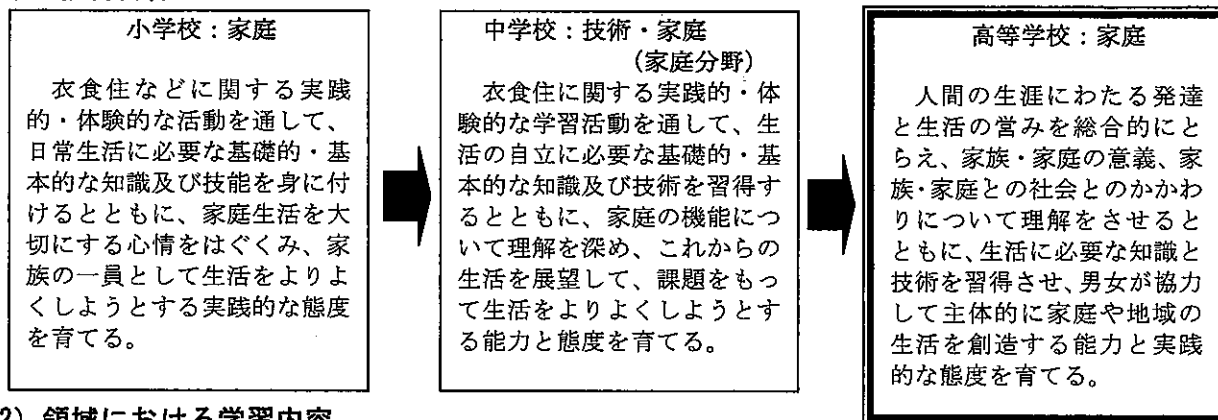 小学校：家庭
衣食住などに関する実践
的・体験的な活動を通して、
日常生活に必要な基礎的・基
本的な知識及び技能を身に付
けるとともに、家庭生活を大
切にする心情をはぐくみ、家
族の一員として生活をよりよ
くしようとする実践的な態度
を育てる。
中学校：技術・家庭
（家庭分野）
衣食住に関する実践的・体
験的な学習活動を通して、生
活の自立に必要な基礎的・基
本的な知識及び技術を習得す
るとともに、家庭の機能につ
いて理解を深め、これからの
生活を展望して、課題をもっ
て生活をよりよくしようとす
る能力と態度を育てる。
高等学校：家庭
人間の生涯にわたる発達
と生活の営みを総合的にと
らえ、家族・家庭の意義、家
族・家庭との社会とのかかわ
りについて理解をさせると
ともに、生活に必要な知識と
技術を習得させ、男女が協力
して主体的に家庭や地域の
生活を創造する能力と実践
的な態度を育てる。
2) 領域における学習内容